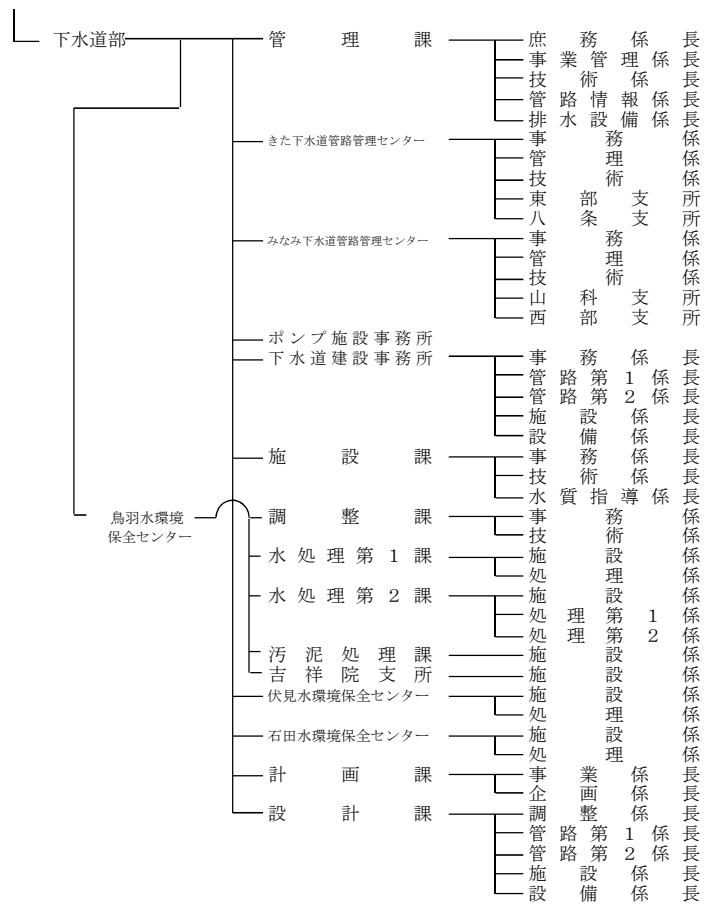 下水道部 管理課 庶務係長
事業管理係長
技術係長
管路情報係長
排水設備係長
きた下水道管路管理センター 事務係
管理係
技術係
東部支所
八条支所
みなみ下水道管路管理センター 事務係
管理係
技術係
山科支所
西部支所
ポンプ施設事務所
下水道建設事務所 事務係長
管路第1係長
管路第2係長
施設係長
設備係長
施設課 事務係長
技術係長
水質指導係長
鳥羽水環境
保全センター
調整課 事務係
技術係
水処理第1課 施設係
処理係
水処理第2課 施設係
処理第1係
処理第2係
汚泥処理課 施設係
吉祥院支所 施設係
伏見水環境保全センター 施設係
処理係
石田水環境保全センター 施設係
処理係
計画課 事業係長
企画係長
設計課 調整係長
管路第1係長
管路第2係長
施設係長
設備係長